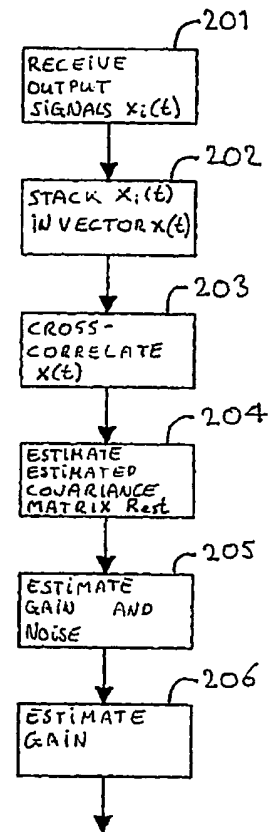 201
RECEIVE
OUTPUT
SIGNALS xi(t)
202
STACK xi(t)
IN VECTOR x(t)
203
CROSS-
CORRELATE
x(t)
204
ESTIMATE
ESTIMATED
COVARIANCE
MATRIX Rest
205
ESTIMATE
GAIN AND
NOISE
206
ESTIMATE
GAIN